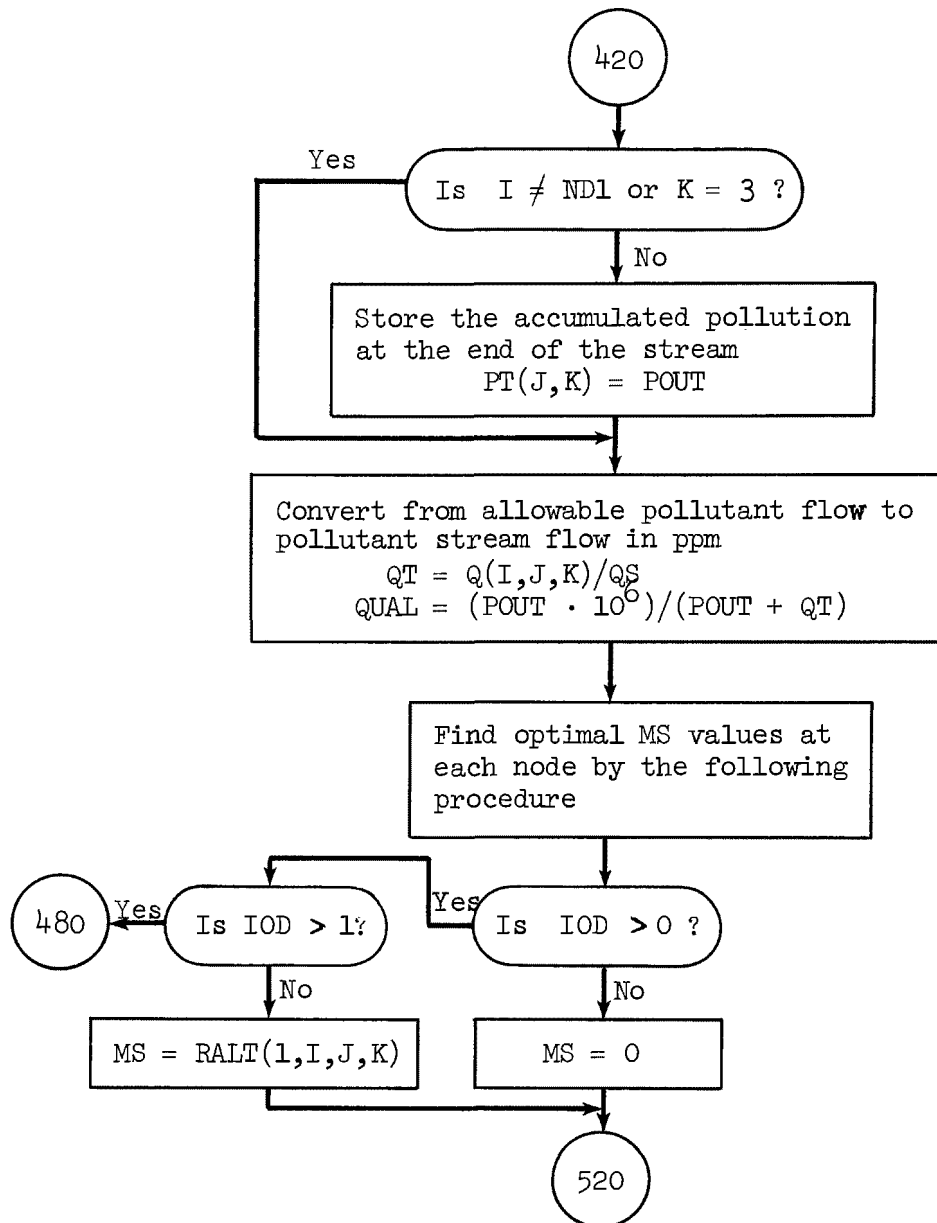 420
Yes
Is I ≠ ND1 or K = 3 ?
No
Store the accumulated pollution
at the end of the stream
PT(J,K) = POUT
Convert from allowable pollutant flow to
pollutant stream flow in ppm
QT = Q(I,J,K)/QS
QUAL = (POUT · 10⁶)/(POUT + QT)
Find optimal MS values at
each node by the following
procedure
480
Yes
Is IOD > 1?
Yes
Is IOD > 0 ?
No
No
MS = RALT(1,I,J,K)
MS = 0
520